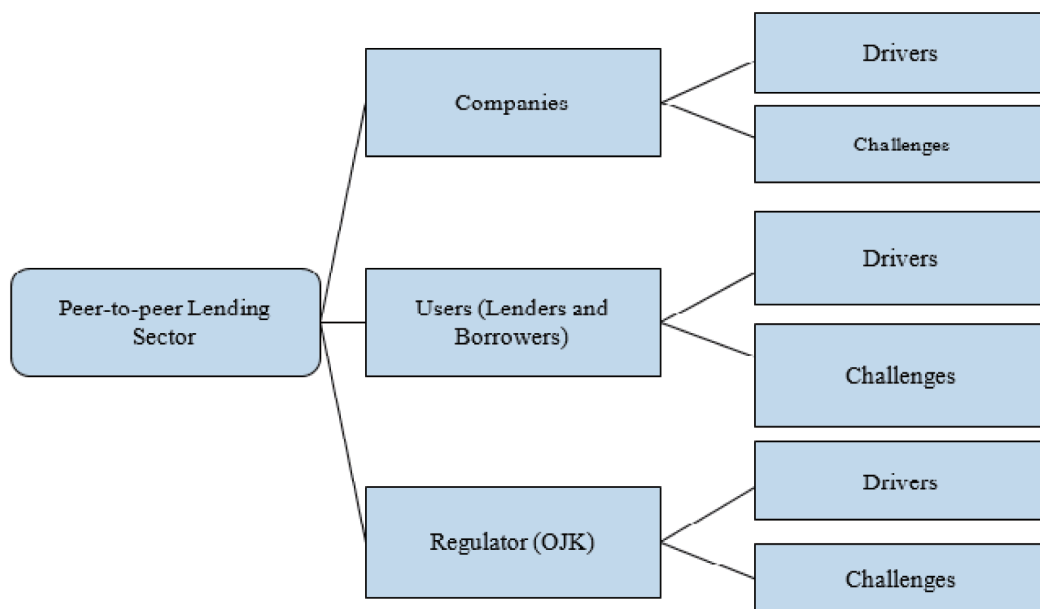 Peer-to-peer Lending
Sector
Companies
Drivers
Challenges
Users (Lenders and
Borrowers)
Drivers
Challenges
Regulator (OJK)
Drivers
Challenges